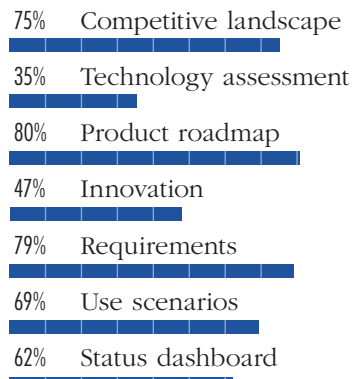 75% Competitive landscape
35% Technology assessment
80% Product roadmap
47% Innovation
79% Requirements
69% Use scenarios
62% Status dashboard